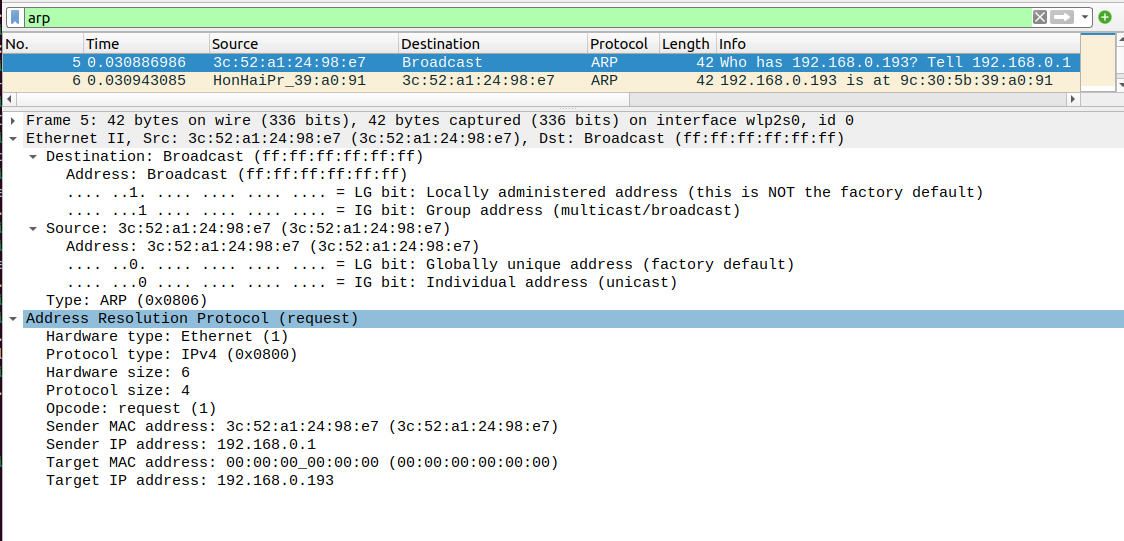 arp
No. Time Source Destination Protocol Length Info
5 0.030886986 3c:52:a1:24:98:e7 Broadcast ARP 42 Who has 192.168.0.193? Tell 192.168.0.1
6 0.030943085 HonHaiPr_39:a0:91 3c:52:a1:24:98:e7 ARP 42 192.168.0.193 is at 9c:30:5b:39:a0:91
Frame 5: 42 bytes on wire (336 bits), 42 bytes captured (336 bits) on interface wlp2s0, id 0
Ethernet II, Src: 3c:52:a1:24:98:e7 (3c:52:a1:24:98:e7), Dst: Broadcast (ff:ff:ff:ff:ff:ff)
Destination: Broadcast (ff:ff:ff:ff:ff:ff)
Address: Broadcast (ff:ff:ff:ff:ff:ff)
.... ..1. .... .... .... .... = LG bit: Locally administered address (this is NOT the factory default)
.... ...1 .... .... .... .... = IG bit: Group address (multicast/broadcast)
Source: 3c:52:a1:24:98:e7 (3c:52:a1:24:98:e7)
Address: 3c:52:a1:24:98:e7 (3c:52:a1:24:98:e7)
.... ..0. .... .... .... .... = LG bit: Globally unique address (factory default)
.... ...0 .... .... .... .... = IG bit: Individual address (unicast)
Type: ARP (0x0806)
Address Resolution Protocol (request)
Hardware type: Ethernet (1)
Protocol type: IPv4 (0x0800)
Hardware size: 6
Protocol size: 4
Opcode: request (1)
Sender MAC address: 3c:52:a1:24:98:e7 (3c:52:a1:24:98:e7)
Sender IP address: 192.168.0.1
Target MAC address: 00:00:00_00:00:00 (00:00:00:00:00:00)
Target IP address: 192.168.0.193